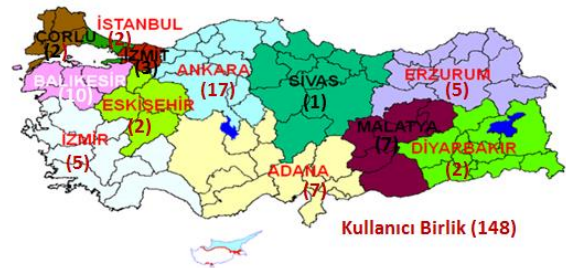 İSTANBUL
(2)
ÇORLU
(2)
İZMİT
(3)
ANKARA
(17)
SİVAS
(1)
ERZURUM
(5)
BALIKESİR
(10)
ESKİŞEHİR
(2)
MALATYA
(7)
İZMİR
(5)
DİYARBAKIR
(2)
ADANA
(7)
Kullanıcı Birlik (148)